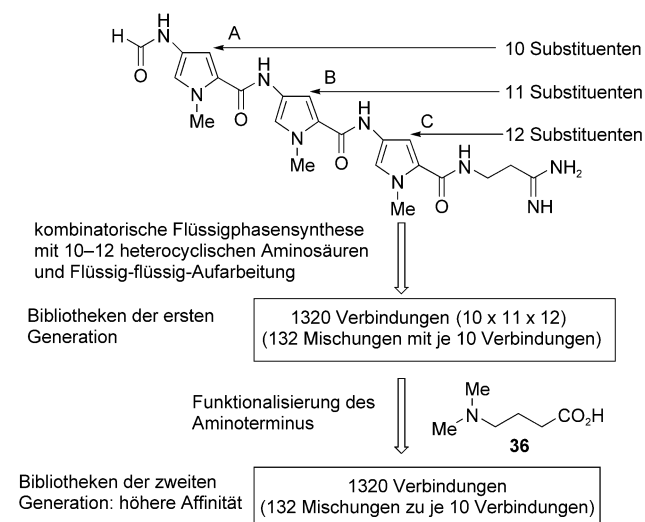 H
H N A
O
N
Me
H
N B
O
N
Me
H
N C
O
N
Me
H
N NH2
O NH
10 Substituenten
11 Substituenten
12 Substituenten
kombinatorische Flüssigphasensynthese
mit 10–12 heterocyclischen Aminosäuren
und Flüssig-flüssig-Aufarbeitung
Bibliotheken der ersten
Generation
1320 Verbindungen (10 x 11 x 12)
(132 Mischungen mit je 10 Verbindungen)
Funktionalisierung des
Aminoterminus
Me
N CO2H
Me
36
Bibliotheken der zweiten
Generation: höhere Affinität
1320 Verbindungen
(132 Mischungen zu je 10 Verbindungen)